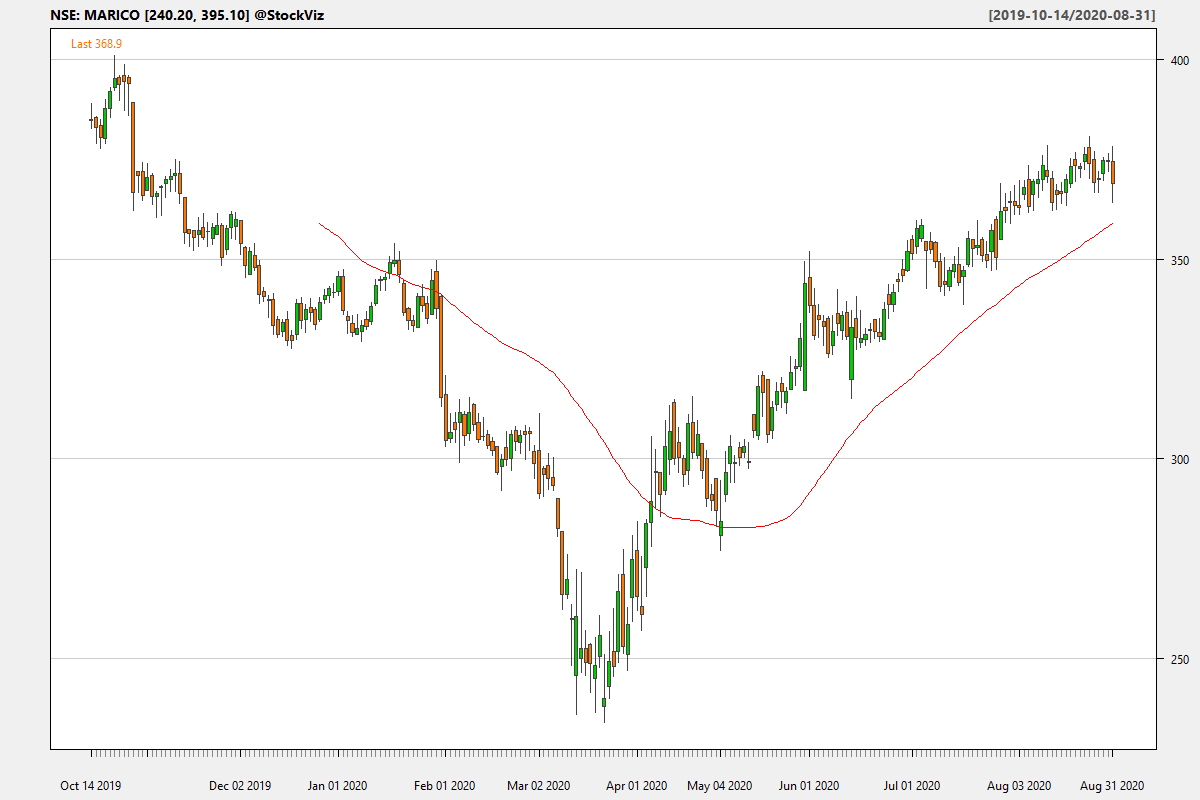 NSE: MARICO [240.20, 395.10] @StockViz
[2019-10-14/2020-08-31]
Last 368.9
400
350
300
250
Oct 14 2019
Dec 02 2019
Jan 01 2020
Feb 01 2020
Mar 02 2020
Apr 01 2020
May 04 2020
Jun 01 2020
Jul 01 2020
Aug 03 2020
Aug 31 2020